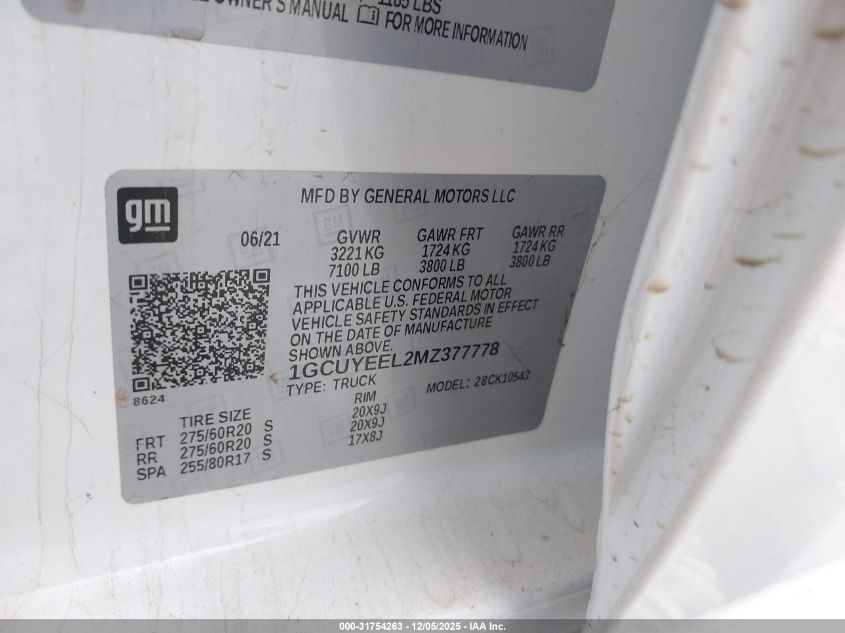 1185 LBS
OWNER'S MANUAL FOR MORE INFORMATION
GM
gm
MFD BY GENERAL MOTORS LLC
06/21 GVWR GAWR FRT GAWR RR
3221 KG 1724 KG 1724 KG
7100 LB 3800 LB 3800 LB
THIS VEHICLE CONFORMS TO ALL
APPLICABLE U.S. FEDERAL MOTOR
VEHICLE SAFETY STANDARDS IN EFFECT
ON THE DATE OF MANUFACTURE
SHOWN ABOVE.
1GCUYEEL2MZ377778
TYPE: TRUCK MODEL: 28CK10543
8624
TIRE SIZE RIM
FRT 275/60R20 S 20X9J
RR 275/60R20 S 20X9J
SPA 255/80R17 S 17X8J
000-31754263 - 12/05/2025 - IAA Inc.